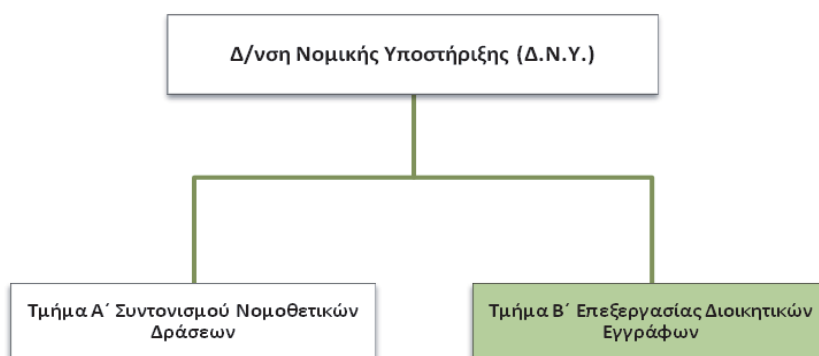 Δ/νση Νομικής Υποστήριξης (Δ.Ν.Υ.)
Τμήμα Α΄ Συντονισμού Νομοθετικών
Δράσεων
Τμήμα Β΄ Επεξεργασίας Διοικητικών
Εγγράφων